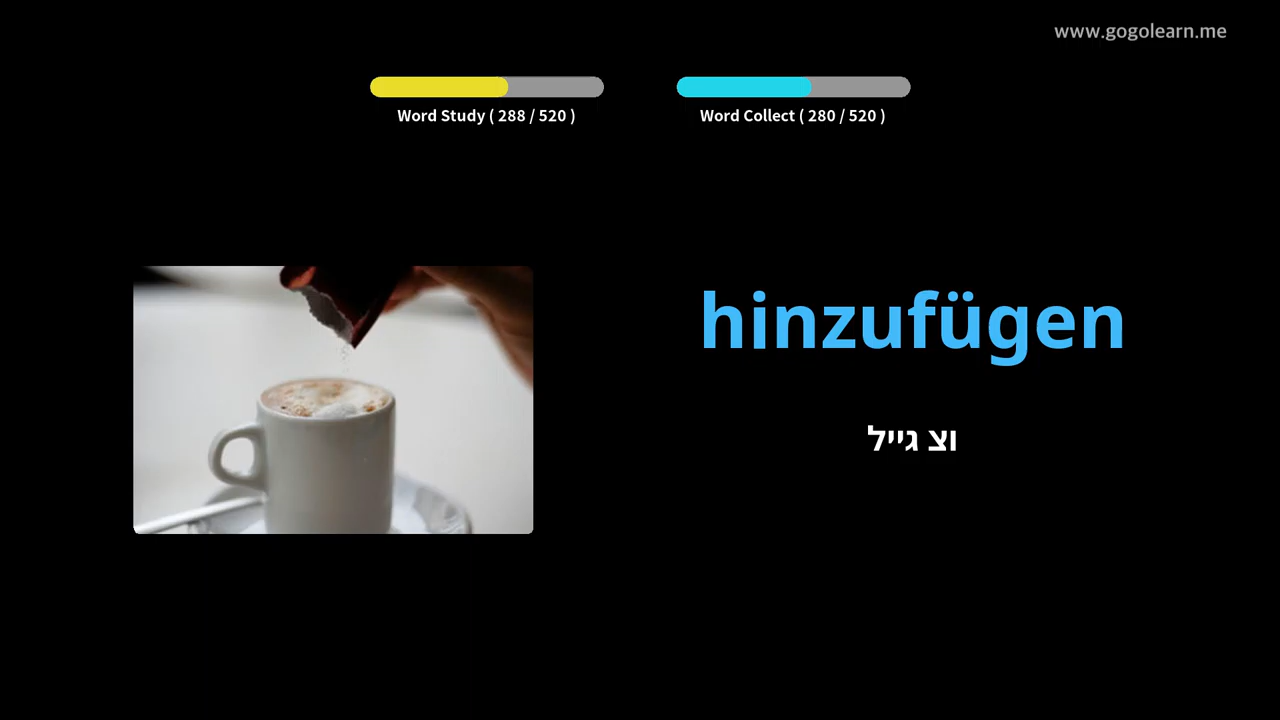 www.gogolearn.me
Word Study ( 288 / 520 )
Word Collect ( 280 / 520 )
hinzufügen
וצ גייל